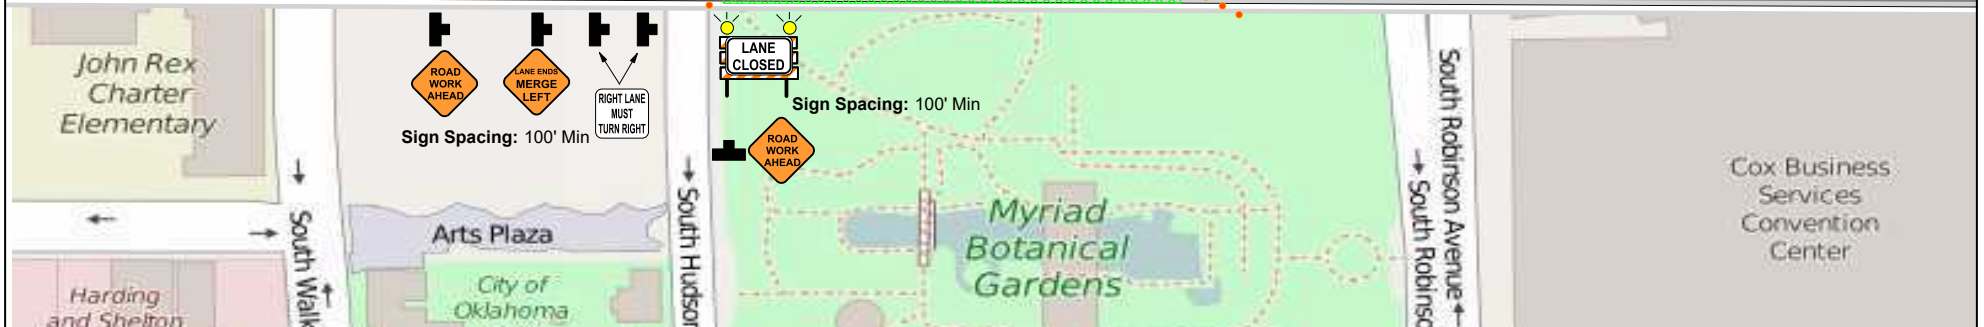 John Rex
Charter
Elementary
ROAD
WORK
AHEAD
LANE ENDS
MERGE
LEFT
RIGHT LANE
MUST
TURN RIGHT
Sign Spacing: 100' Min
LANE
CLOSED
Sign Spacing: 100' Min
ROAD
WORK
AHEAD
South Walk
Arts Plaza
City of
Oklahoma
Harding
and Shelton
South Hudson
Myriad
Botanical
Gardens
South Robinson Avenue
South Robinso
Cox Business
Services
Convention
Center